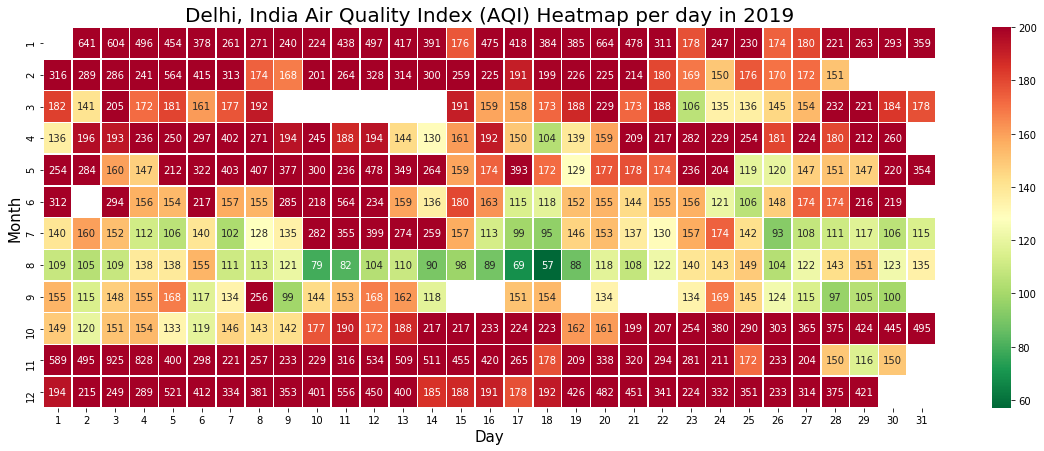 Delhi, India Air Quality Index (AQI) Heatmap per day in 2019
1 641 604 496 454 378 261 271 240 224 438 497 417 391 176 475 418 384 385 664 478 311 178 247 230 174 180 221 263 293 359
2 316 289 286 241 564 415 313 174 168 201 264 328 314 300 259 225 191 199 226 225 214 180 169 150 176 170 172 151
3 182 141 205 172 181 161 177 192 191 159 158 173 188 229 173 188 106 135 136 145 154 232 221 184 178
4 136 196 193 236 250 297 402 271 194 245 188 194 144 130 161 192 150 104 139 159 209 217 282 229 254 181 224 180 212 260
5 254 284 160 147 212 322 403 407 377 300 236 478 349 264 159 174 393 172 129 177 178 174 236 204 119 120 147 151 147 220 354
6 312 294 156 154 217 157 155 285 218 564 234 159 136 180 163 115 118 152 155 144 155 156 121 106 148 174 174 216 219
7 140 160 152 112 106 140 102 128 135 282 355 399 274 259 157 113 99 95 146 153 137 130 157 174 142 93 108 111 117 106 115
8 109 105 109 138 138 155 111 113 121 79 82 104 110 90 98 89 69 57 88 118 108 122 140 143 149 104 122 143 151 123 135
9 155 115 148 155 168 117 134 256 99 144 153 168 162 118 151 154 134 134 169 145 124 115 97 105 100
10 149 120 151 154 133 119 146 143 142 177 190 172 188 217 217 233 224 223 162 161 199 207 254 380 290 303 365 375 424 445 495
11 589 495 925 828 400 298 221 257 233 229 316 534 509 511 455 420 265 178 209 338 320 294 281 211 172 233 204 150 116 150
12 194 215 249 289 521 412 334 381 353 401 556 450 400 185 188 191 178 192 426 482 451 341 224 332 351 233 314 375 421
1 2 3 4 5 6 7 8 9 10 11 12 13 14 15 16 17 18 19 20 21 22 23 24 25 26 27 28 29 30 31
Day
Month
200
180
160
140
120
100
80
60